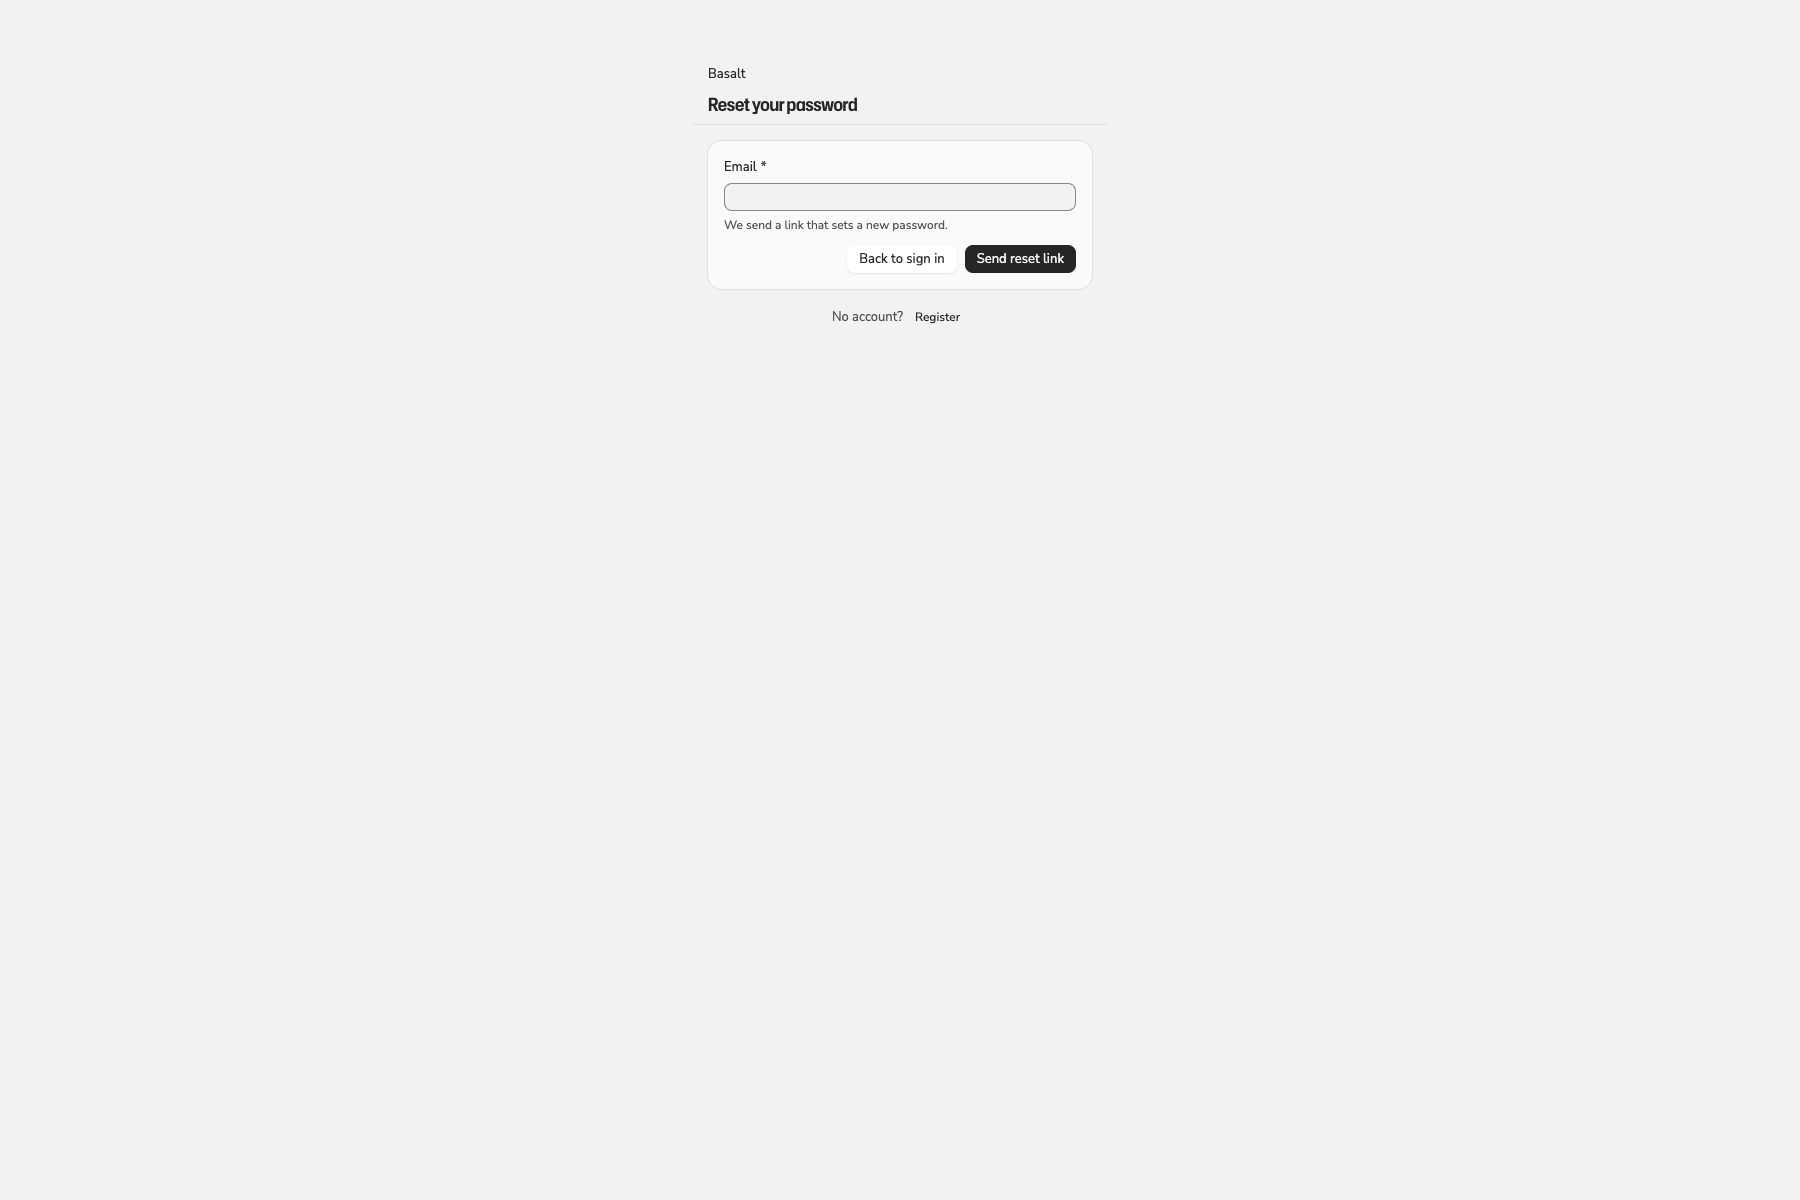 Basalt
Reset your password
Email *
We send a link that sets a new password.
Back to sign in Send reset link
No account? Register